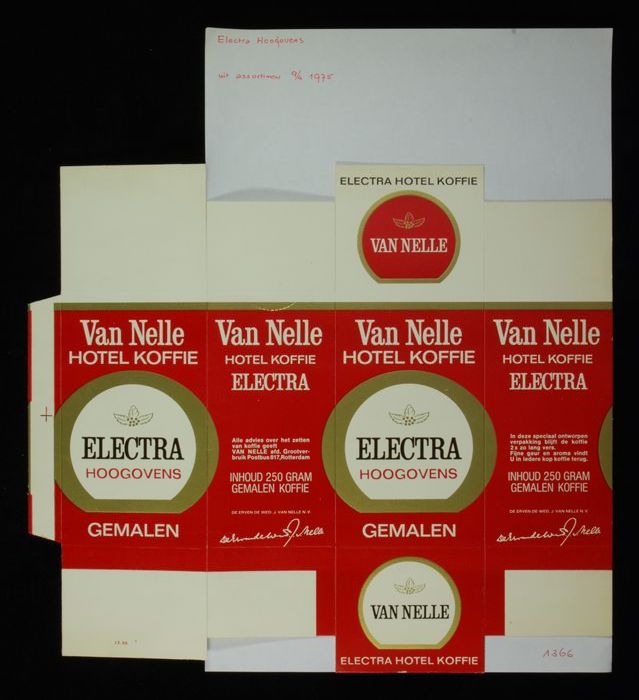 Electra Hoogovens
uit assortimen 9/4 1975
ELECTRA HOTEL KOFFIE
VAN NELLE
Van Nelle
HOTEL KOFFIE
ELECTRA
HOOGOVENS
GEMALEN
Van Nelle
HOTEL KOFFIE
ELECTRA
Alle advies over het zetten
van koffie geeft
VAN NELLE afd. Grootver-
bruik Postbus 817, Rotterdam
INHOUD 250 GRAM
GEMALEN KOFFIE
DE ERVEN DE WED. J. VAN NELLE N.V.
Van Nelle
HOTEL KOFFIE
ELECTRA
HOOGOVENS
GEMALEN
Van Nelle
HOTEL KOFFIE
ELECTRA
In deze speciaal ontworpen
verpakking blijft de koffie
2 x zo lang vers.
Fijne geur en aroma vindt
U in iedere kop koffie terug.
INHOUD 250 GRAM
GEMALEN KOFFIE
DE ERVEN DE WED. J. VAN NELLE N.V.
VAN NELLE
ELECTRA HOTEL KOFFIE
1366